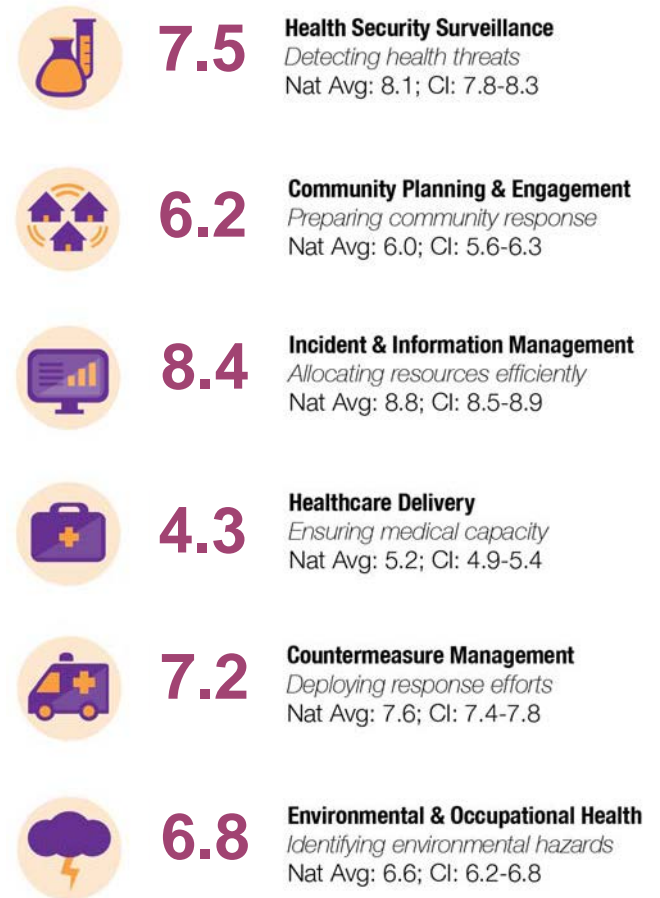 7.5
Health Security Surveillance
Detecting health threats
Nat Avg: 8.1; CI: 7.8-8.3
6.2
Community Planning & Engagement
Preparing community response
Nat Avg: 6.0; CI: 5.6-6.3
8.4
Incident & Information Management
Allocating resources efficiently
Nat Avg: 8.8; CI: 8.5-8.9
4.3
Healthcare Delivery
Ensuring medical capacity
Nat Avg: 5.2; CI: 4.9-5.4
7.2
Countermeasure Management
Deploying response efforts
Nat Avg: 7.6; CI: 7.4-7.8
6.8
Environmental & Occupational Health
Identifying environmental hazards
Nat Avg: 6.6; CI: 6.2-6.8